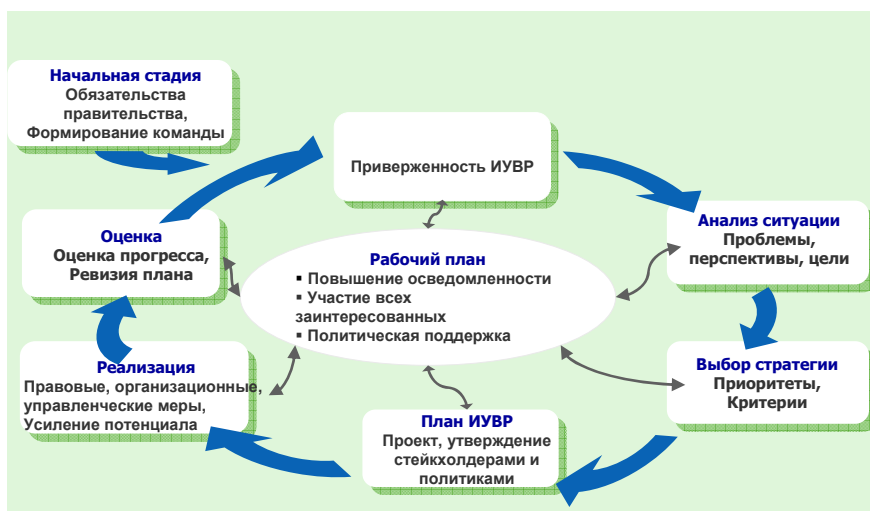 Начальная стадия
Обязательства
правительства,
Формирование команды
Приверженность ИУВР
Анализ ситуации
Проблемы,
перспективы, цели
Оценка
Оценка прогресса,
Ревизия плана
Рабочий план
▪ Повышение осведомленности
▪ Участие всех
заинтересованных
▪ Политическая поддержка
Реализация
Правовые, организационные,
управленческие меры,
Усиление потенциала
Выбор стратегии
Приоритеты,
Критерии
План ИУВР
Проект, утверждение
стейкхолдерами и
политиками